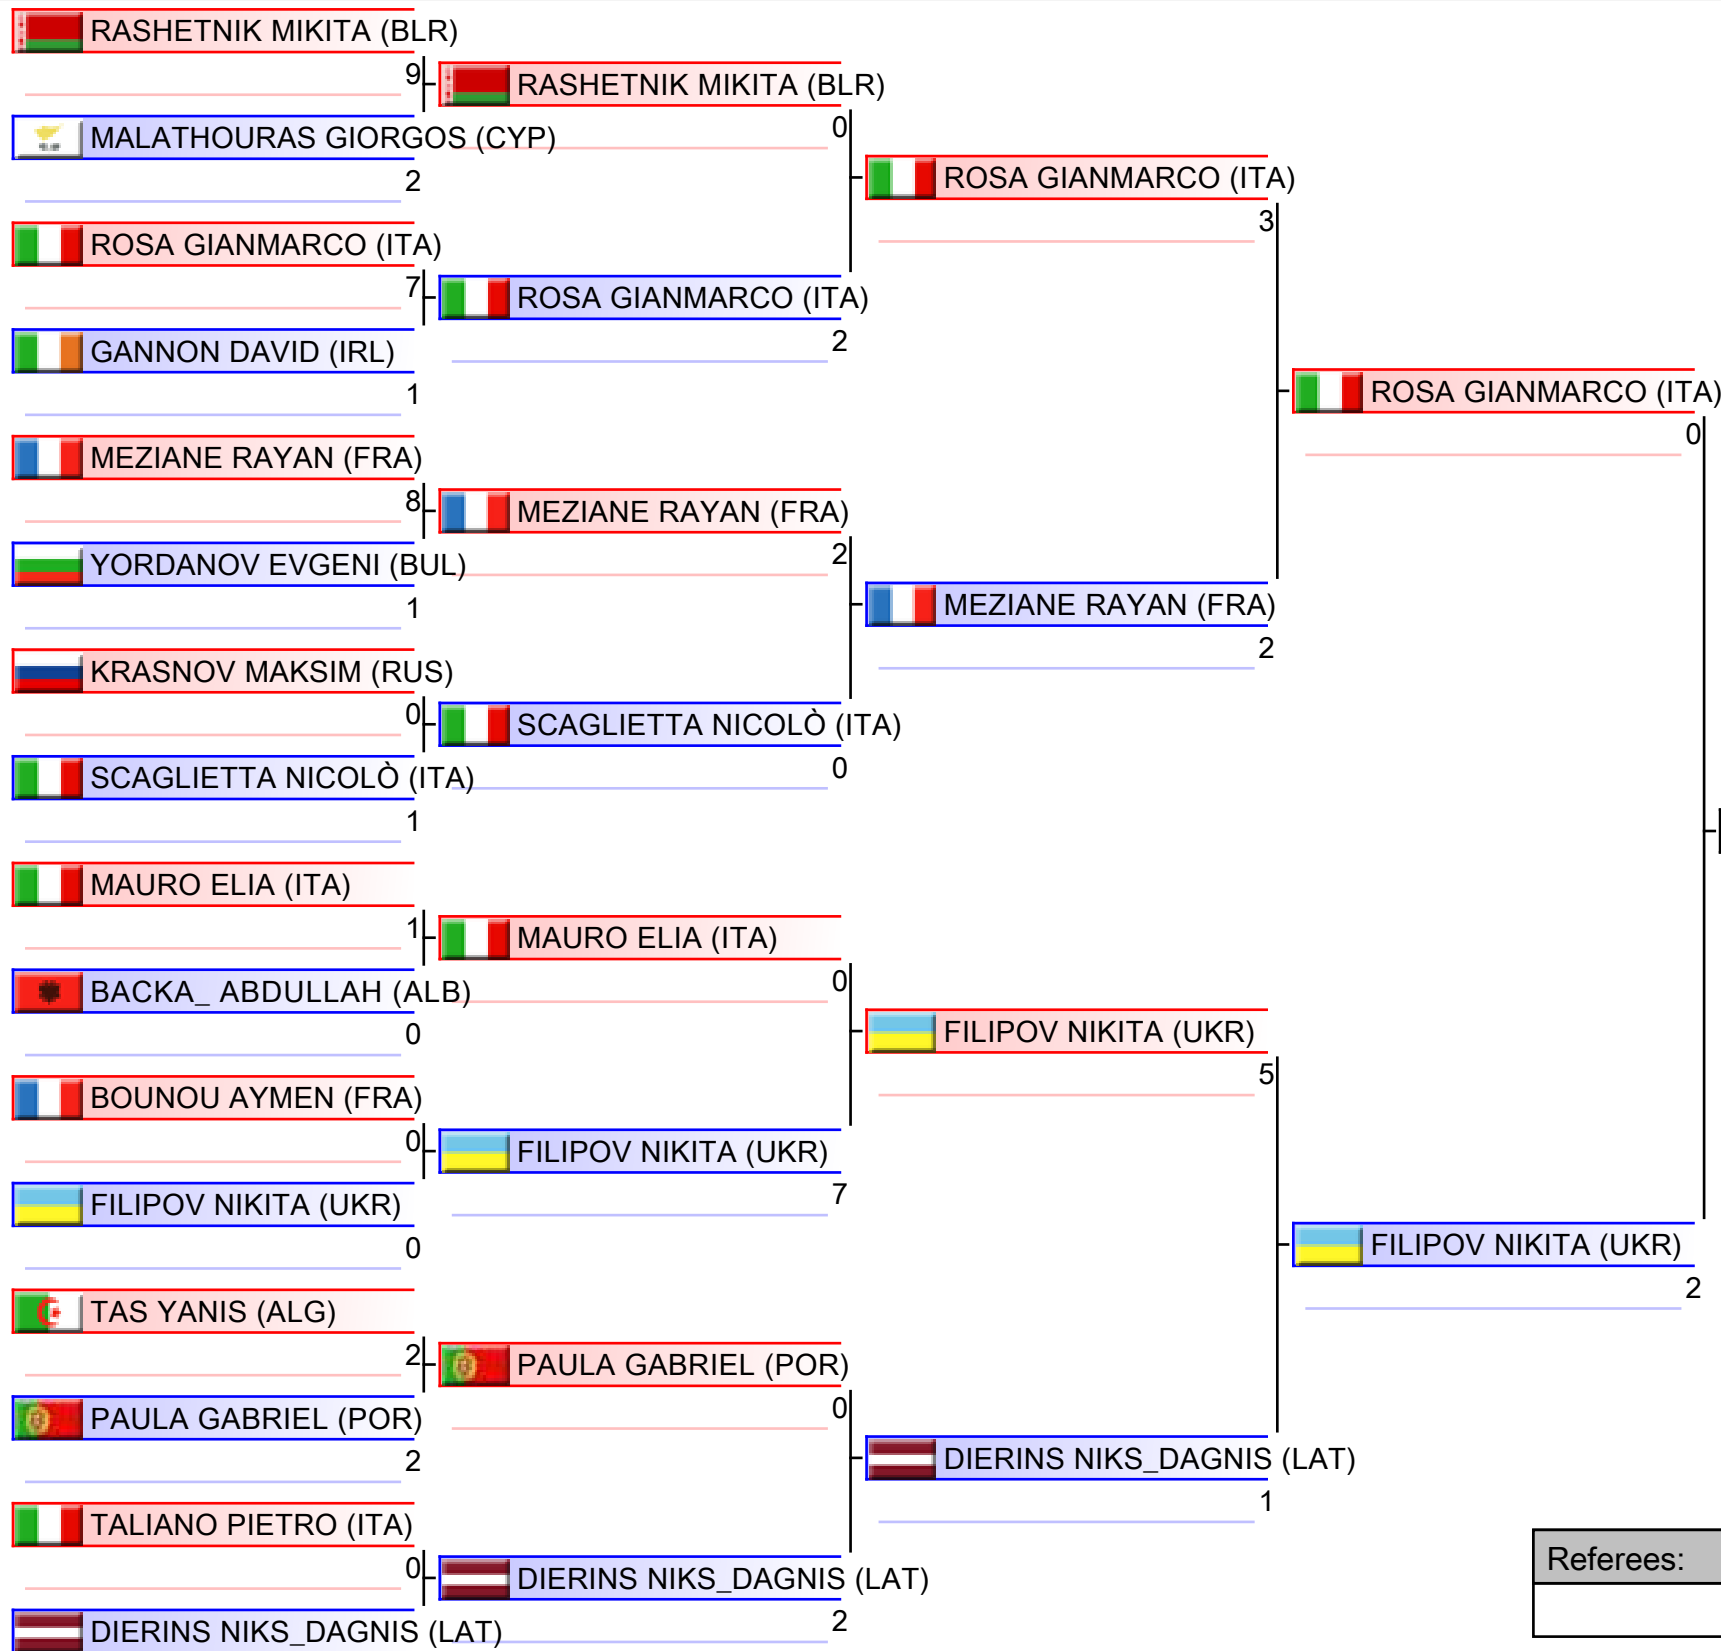 RASHETNIK MIKITA (BLR)
9
MALATHOURAS GIORGOS (CYP)
2
ROSA GIANMARCO (ITA)
7
GANNON DAVID (IRL)
1
MEZIANE RAYAN (FRA)
8
YORDANOV EVGENI (BUL)
1
KRASNOV MAKSIM (RUS)
0
SCAGLIETTA NICOLÒ (ITA)
1
MAURO ELIA (ITA)
1
BACKA_ ABDULLAH (ALB)
0
BOUNOU AYMEN (FRA)
0
FILIPOV NIKITA (UKR)
0
TAS YANIS (ALG)
2
PAULA GABRIEL (POR)
2
TALIANO PIETRO (ITA)
0
DIERINS NIKS_DAGNIS (LAT)
RASHETNIK MIKITA (BLR)
0
ROSA GIANMARCO (ITA)
2
MEZIANE RAYAN (FRA)
2
SCAGLIETTA NICOLÒ (ITA)
0
MAURO ELIA (ITA)
0
FILIPOV NIKITA (UKR)
7
PAULA GABRIEL (POR)
0
DIERINS NIKS_DAGNIS (LAT)
2
ROSA GIANMARCO (ITA)
3
MEZIANE RAYAN (FRA)
2
FILIPOV NIKITA (UKR)
5
DIERINS NIKS_DAGNIS (LAT)
1
ROSA GIANMARCO (ITA)
0
FILIPOV NIKITA (UKR)
2
Referees: